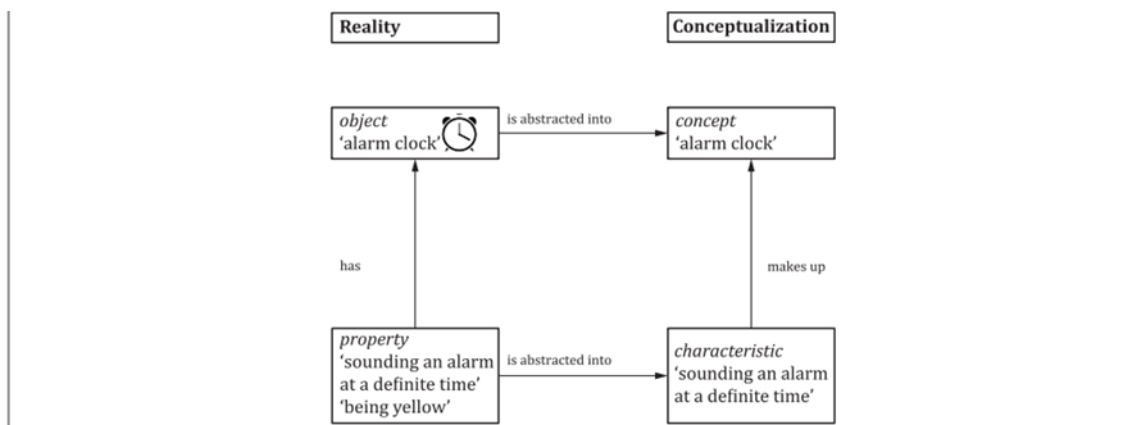 Reality
Conceptualization
object
‘alarm clock’
is abstracted into
concept
‘alarm clock’
has
makes up
property
‘sounding an alarm
at a definite time’
‘being yellow’
is abstracted into
characteristic
‘sounding an alarm
at a definite time’